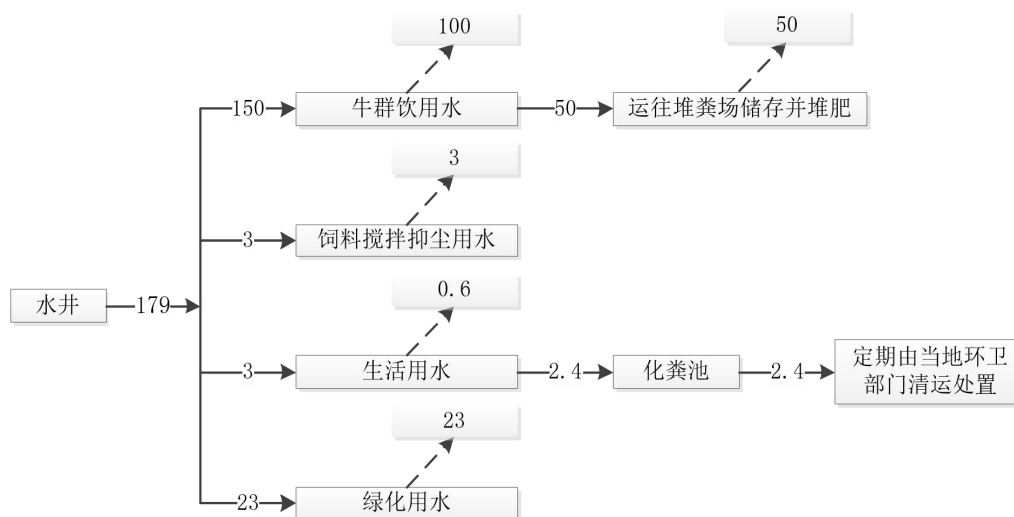 100
50
150
牛群饮用水
50
运往堆粪场储存并堆肥
3
3
饲料搅拌抑尘用水
水井
179
0.6
3
生活用水
2.4
化粪池
2.4
定期由当地环卫
部门清运处置
23
23
绿化用水